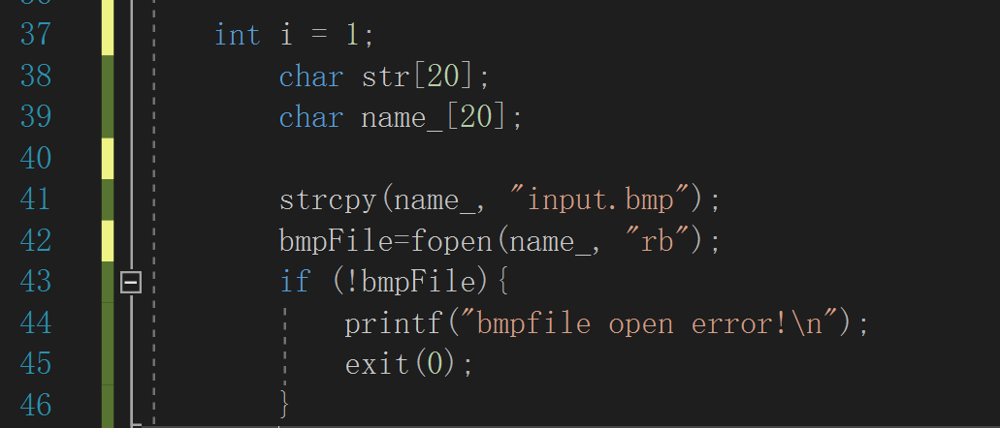 37 int i = 1;
38 char str[20];
39 char name_[20];
40
41 strcpy(name_, "input.bmp");
42 bmpFile=fopen(name_, "rb");
43 if (!bmpFile){
44 printf("bmpfile open error!\n");
45 exit(0);
46 }